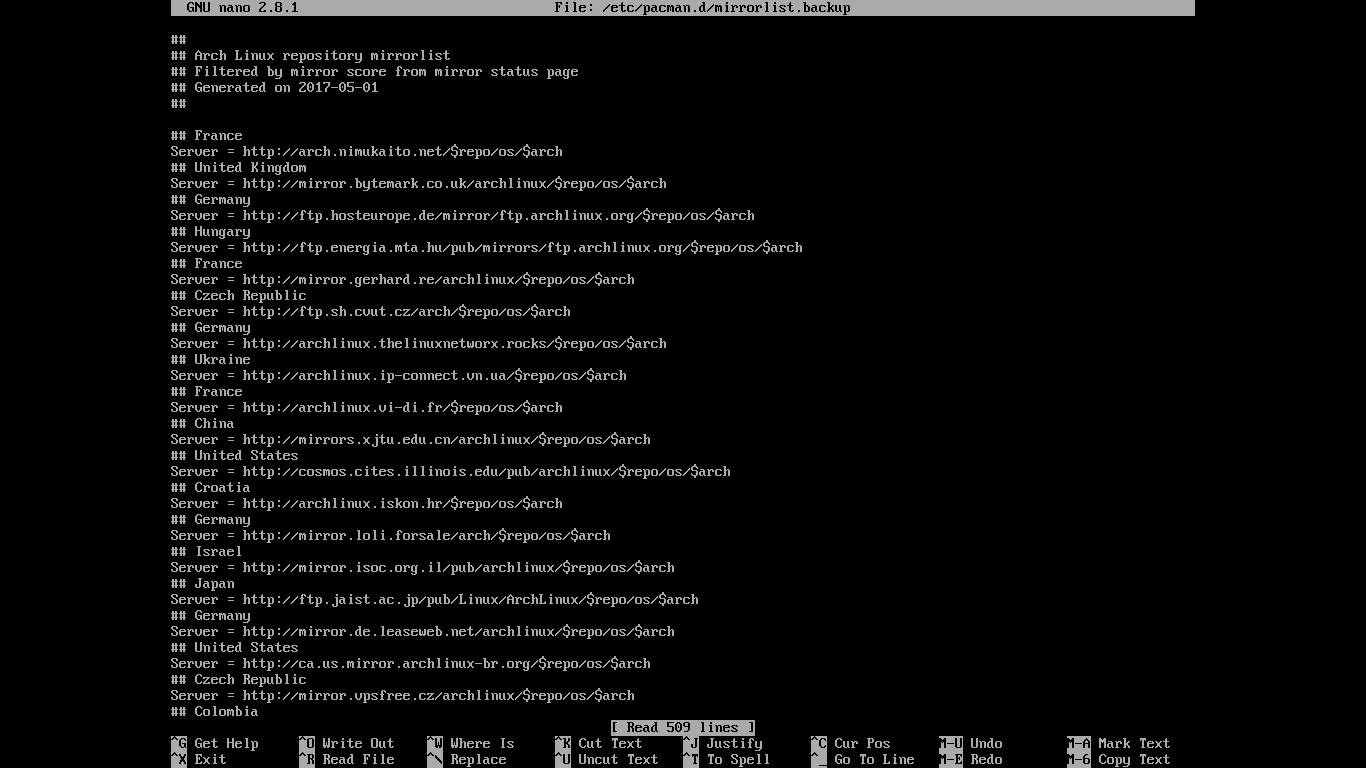 GNU nano 2.8.1 File: /etc/pacman.d/mirrorlist.backup
##
## Arch Linux repository mirrorlist
## Filtered by mirror score from mirror status page
## Generated on 2017-05-01
##
## France
Server = http://arch.nimukaito.net/$repo/os/$arch
## United Kingdom
Server = http://mirror.bytemark.co.uk/archlinux/$repo/os/$arch
## Germany
Server = http://ftp.hosteurope.de/mirror/ftp.archlinux.org/$repo/os/$arch
## Hungary
Server = http://ftp.energia.mta.hu/pub/mirrors/ftp.archlinux.org/$repo/os/$arch
## France
Server = http://mirror.gerhard.re/archlinux/$repo/os/$arch
## Czech Republic
Server = http://ftp.sh.cvut.cz/arch/$repo/os/$arch
## Germany
Server = http://archlinux.thelinuxnetworx.rocks/$repo/os/$arch
## Ukraine
Server = http://archlinux.ip-connect.vn.ua/$repo/os/$arch
## France
Server = http://archlinux.vi-di.fr/$repo/os/$arch
## China
Server = http://mirrors.xjtu.edu.cn/archlinux/$repo/os/$arch
## United States
Server = http://cosmos.cites.illinois.edu/pub/archlinux/$repo/os/$arch
## Croatia
Server = http://archlinux.iskon.hr/$repo/os/$arch
## Germany
Server = http://mirror.loli.forsale/arch/$repo/os/$arch
## Israel
Server = http://mirror.isoc.org.il/pub/archlinux/$repo/os/$arch
## Japan
Server = http://ftp.jaist.ac.jp/pub/Linux/ArchLinux/$repo/os/$arch
## Germany
Server = http://mirror.de.leaseweb.net/archlinux/$repo/os/$arch
## United States
Server = http://ca.us.mirror.archlinux-br.org/$repo/os/$arch
## Czech Republic
Server = http://mirror.vpsfree.cz/archlinux/$repo/os/$arch
## Colombia
[ Read 509 lines ]
^G Get Help ^O Write Out ^W Where Is ^K Cut Text ^J Justify ^C Cur Pos M-U Undo M-A Mark Text
^X Exit ^R Read File ^\ Replace ^U Uncut Text ^T To Spell ^_ Go To Line M-E Redo M-6 Copy Text